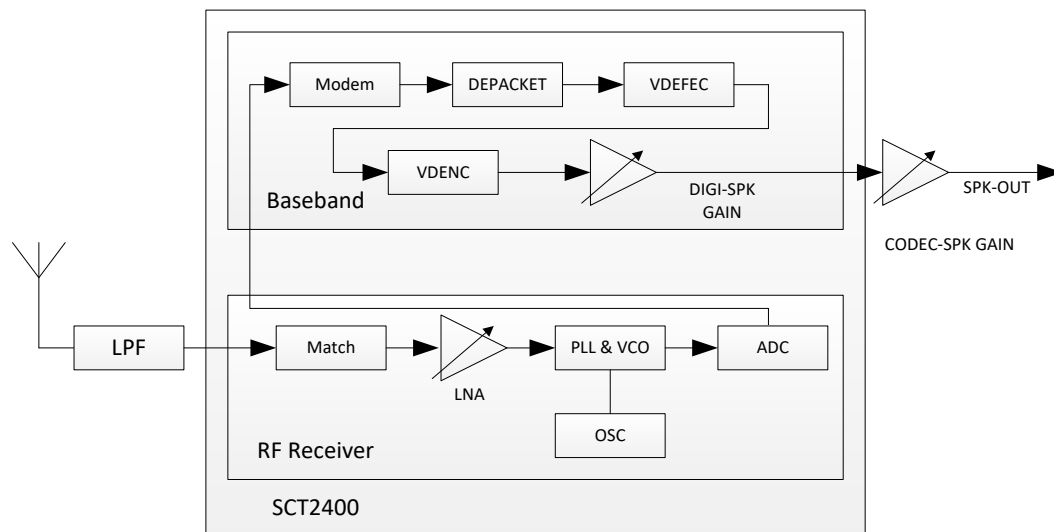 Modem
DEPACKET
VDEFEC
VDENC
DIGI-SPK
GAIN
SPK-OUT
CODEC-SPK GAIN
Baseband
LPF
Match
LNA
PLL & VCO
ADC
OSC
RF Receiver
SCT2400